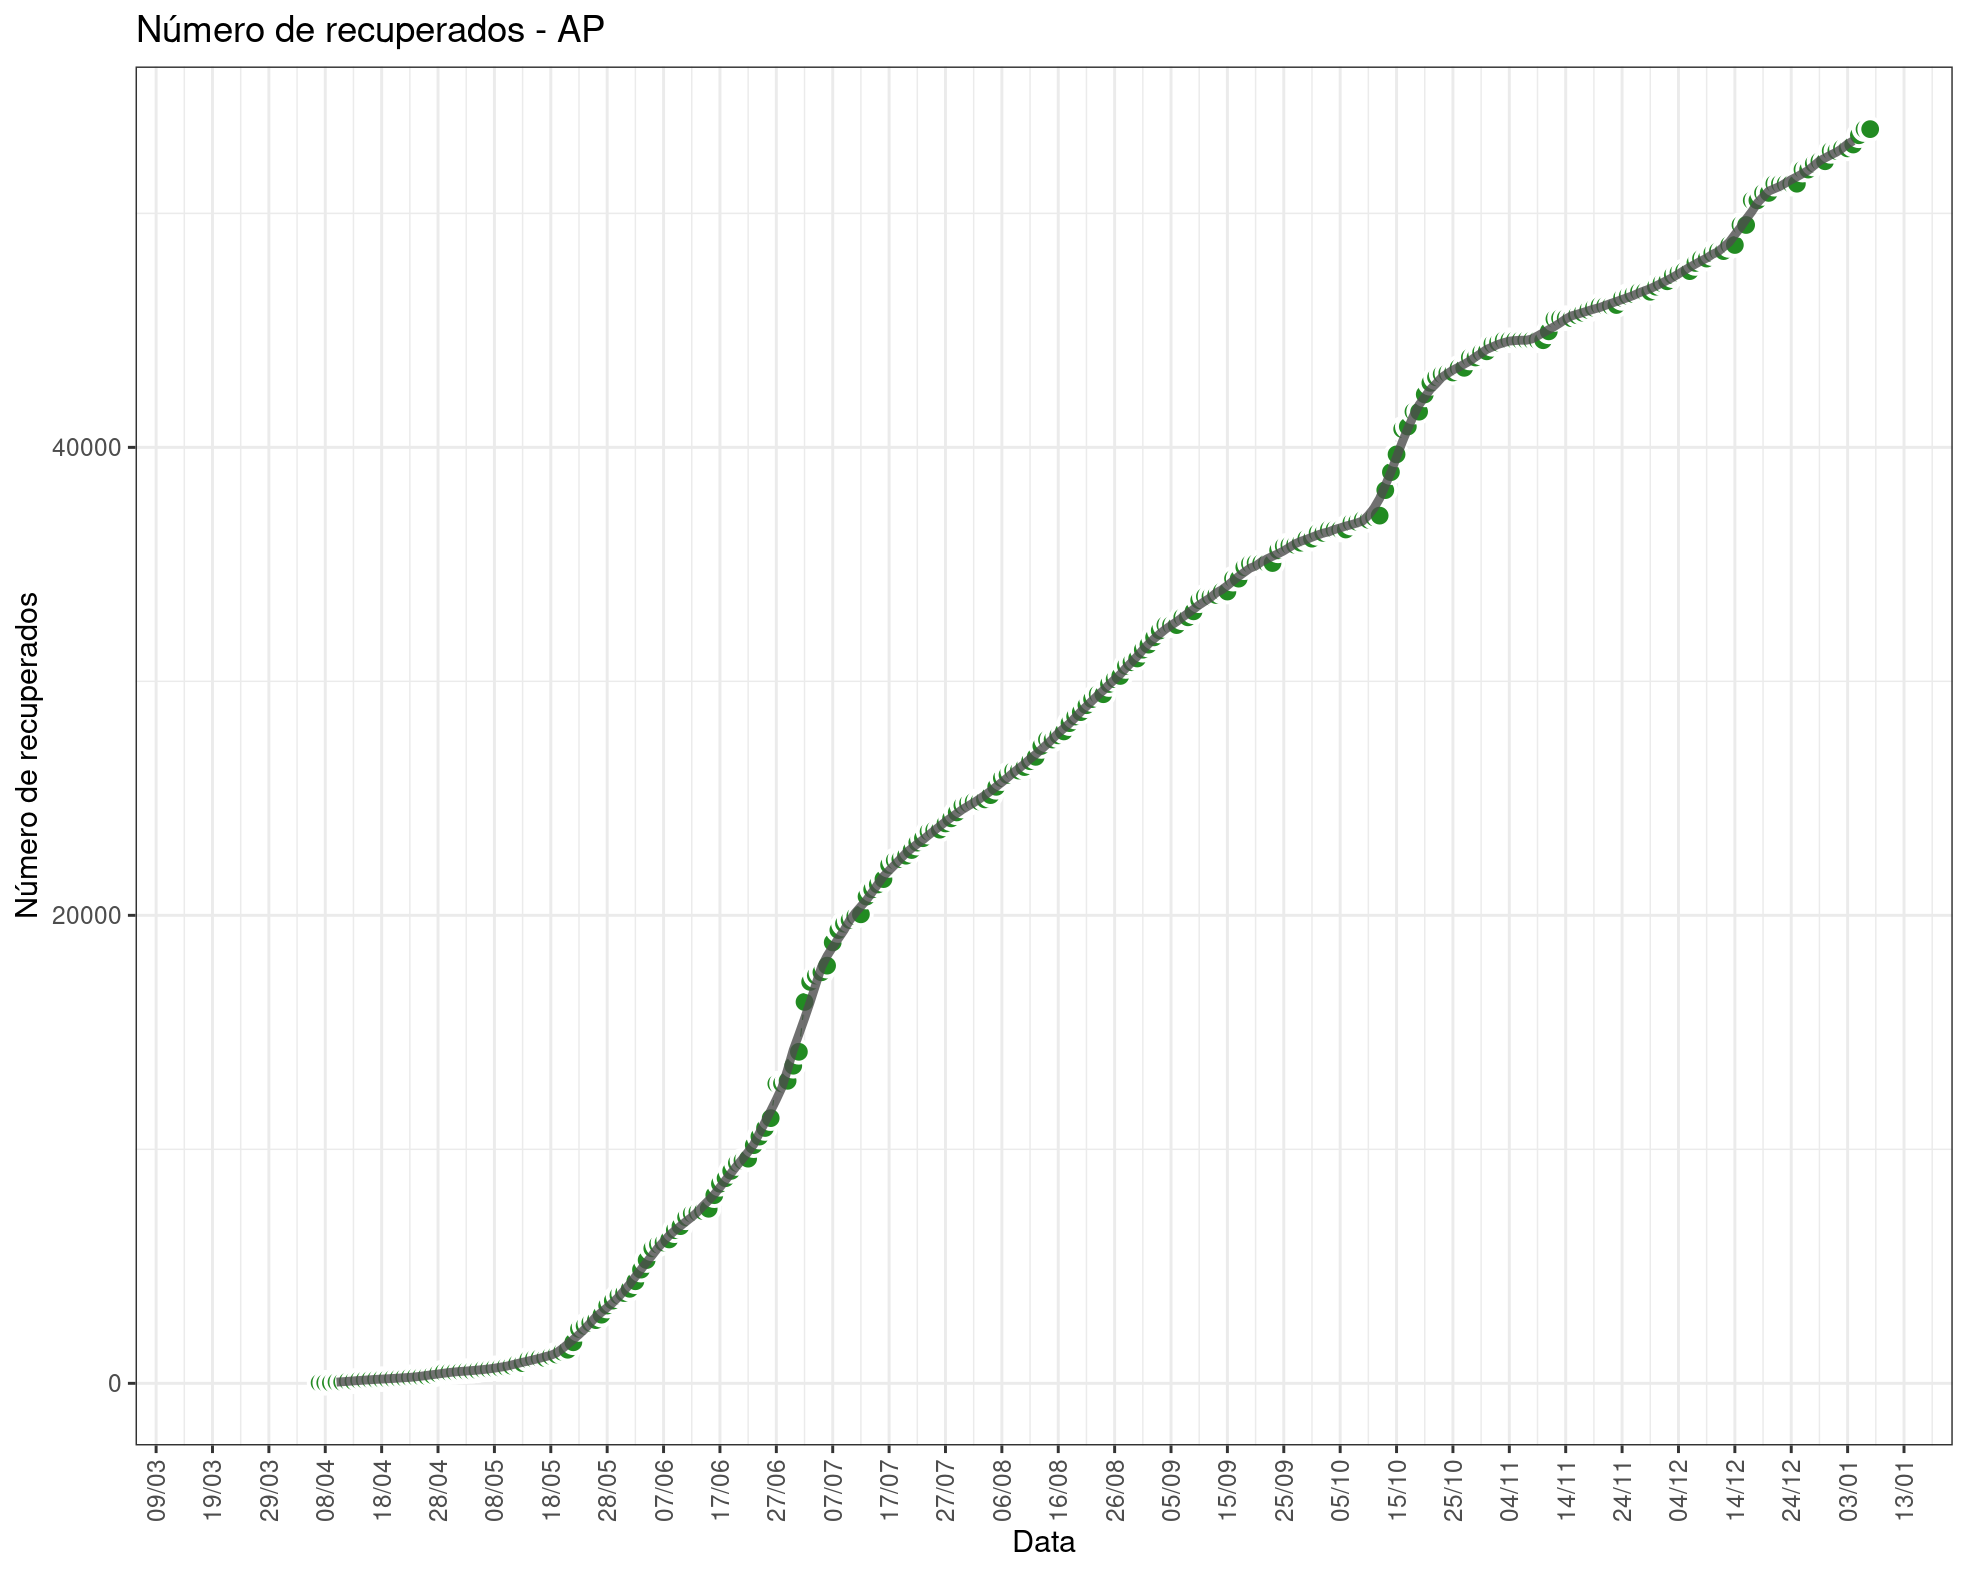 Número de recuperados - AP
Número de recuperados
40000
20000
0
09/03 19/03 29/03 08/04 18/04 28/04 08/05 18/05 28/05 07/06 17/06 27/06 07/07 17/07 27/07 06/08 16/08 26/08 05/09 15/09 25/09 05/10 15/10 25/10 04/11 14/11 24/11 04/12 14/12 24/12 03/01 13/01
Data